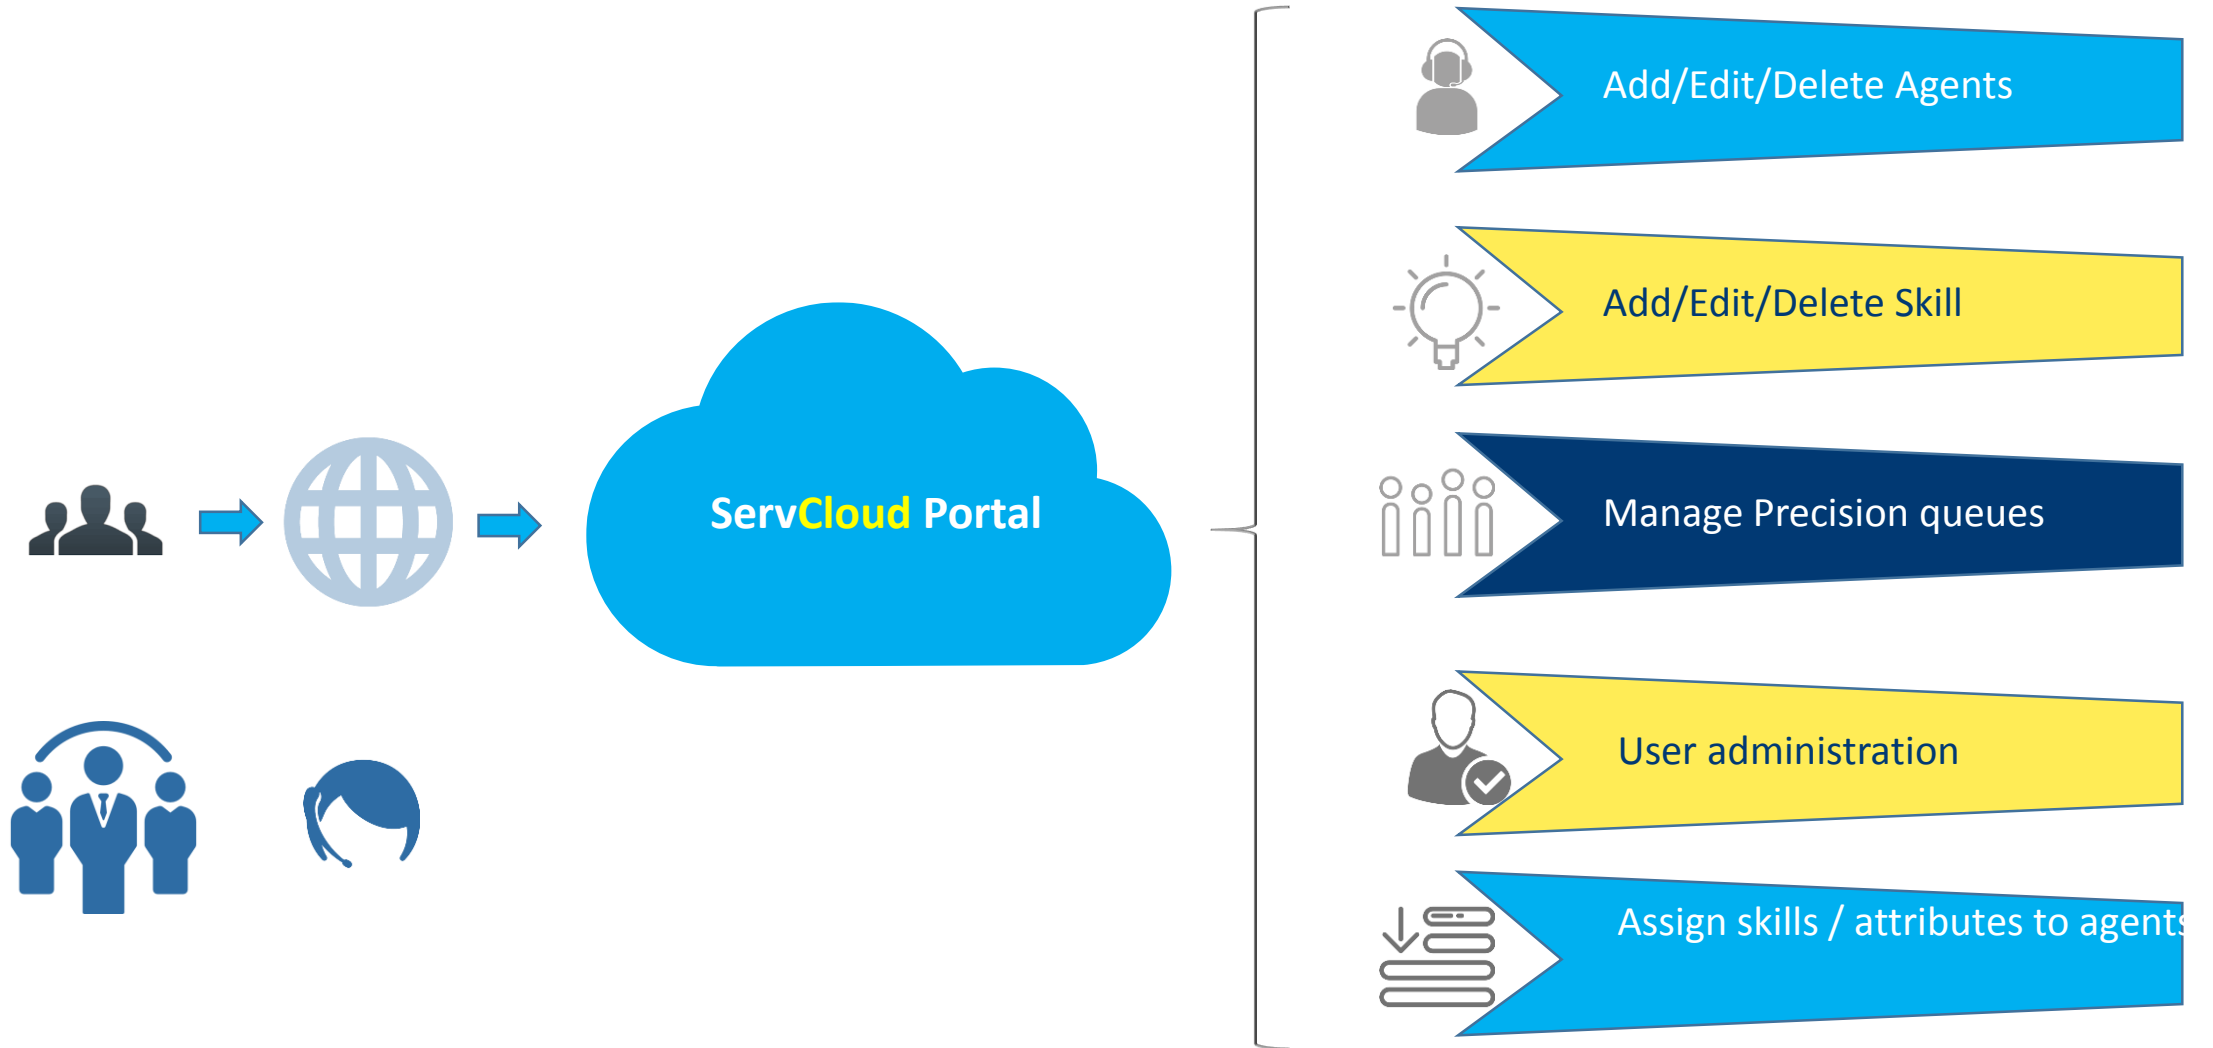 Add/Edit/Delete Agents
Add/Edit/Delete Skill
ServCloud Portal
Manage Precision queues
User administration
Assign skills / attributes to agents